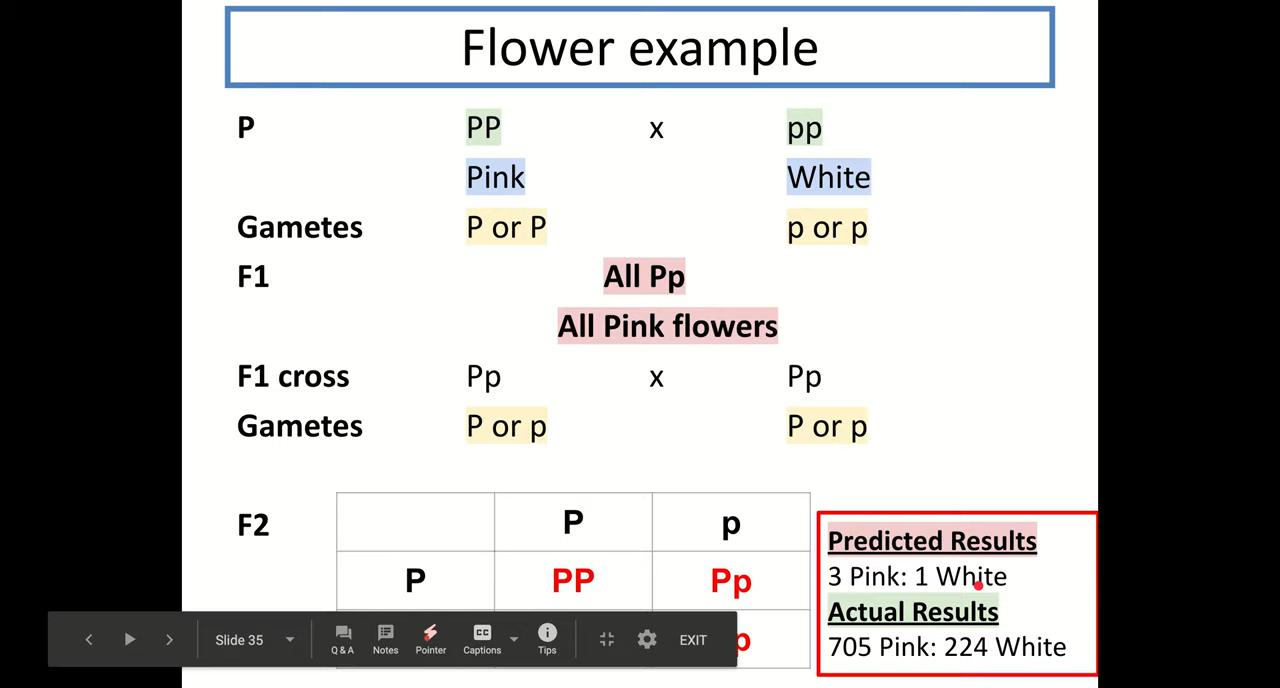 Flower example
P PP x pp
Pink White
Gametes P or P p or p
F1 All Pp
All Pink flowers
F1 cross Pp x Pp
Gametes P or p P or p
F2 P p
P PP Pp
p
Predicted Results
3 Pink: 1 White
Actual Results
705 Pink: 224 White
Slide 35 Q & A Notes Pointer CC Captions Tips EXIT